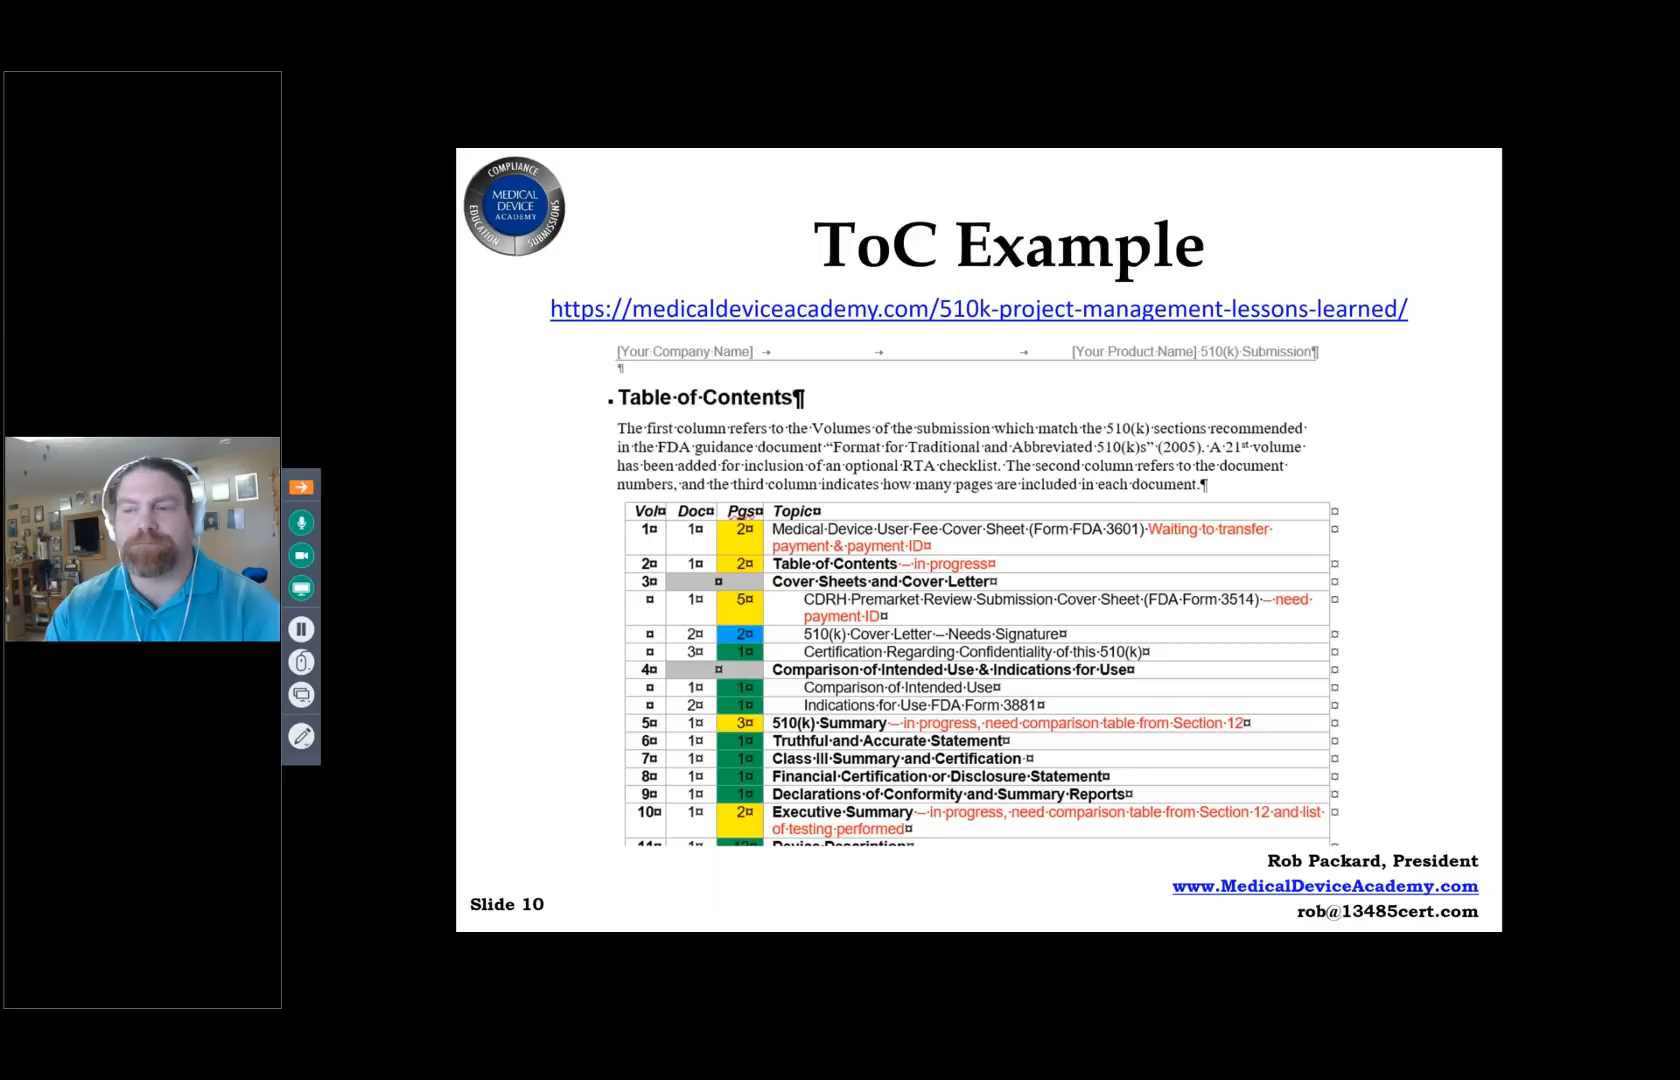 COMPLIANCE
EDUCATION
SUBMISSIONS
MEDICAL
DEVICE
ACADEMY
ToC Example
https://medicaldeviceacademy.com/510k-project-management-lessons-learned/
[Your·Company·Name] → → → [Your·Product·Name]·510(k)·Submission¶
¶
▪ Table·of·Contents¶
The·first·column·refers·to·the·Volumes·of·the·submission·which·match·the·510(k)·sections·recommended·
in·the·FDA·guidance·document·“Format·for·Traditional·and·Abbreviated·510(k)s”·(2005).·A·21st·volume·
has·been·added·for·inclusion·of·an·optional·RTA·checklist.·The·second·column·refers·to·the·document·
numbers,·and·the·third·column·indicates·how·many·pages·are·included·in·each·document.¶
Vol¤ Doc¤ Pgs¤ Topic¤ ¤
1¤ 1¤ 2¤ Medical·Device·User·Fee·Cover·Sheet·(Form·FDA·3601)·Waiting·to·transfer· ¤
payment·&·payment·ID¤
2¤ 1¤ 2¤ Table·of·Contents·–·in·progress¤ ¤
3¤ ¤ Cover·Sheets·and·Cover·Letter¤ ¤
¤ 1¤ 5¤ CDRH·Premarket·Review·Submission·Cover·Sheet·(FDA·Form·3514)·–·need· ¤
payment·ID¤
¤ 2¤ 2¤ 510(k)·Cover·Letter·–·Needs·Signature¤ ¤
¤ 3¤ 1¤ Certification·Regarding·Confidentiality·of·this·510(k)¤ ¤
4¤ ¤ Comparison·of·Intended·Use·&·Indications·for·Use¤ ¤
¤ 1¤ 1¤ Comparison·of·Intended·Use¤ ¤
¤ 2¤ 1¤ Indications·for·Use·FDA·Form·3881¤ ¤
5¤ 1¤ 3¤ 510(k)·Summary·–·in·progress,·need·comparison·table·from·Section·12¤ ¤
6¤ 1¤ 1¤ Truthful·and·Accurate·Statement¤ ¤
7¤ 1¤ 1¤ Class·III·Summary·and·Certification·¤ ¤
8¤ 1¤ 1¤ Financial·Certification·or·Disclosure·Statement¤ ¤
9¤ 1¤ 1¤ Declarations·of·Conformity·and·Summary·Reports¤ ¤
10¤ 1¤ 2¤ Executive·Summary·–·in·progress,·need·comparison·table·from·Section·12·and·list· ¤
of·testing·performed¤
11¤ 1¤ Device·Description¤
Rob Packard, President
www.MedicalDeviceAcademy.com
Slide 10
rob@13485cert.com